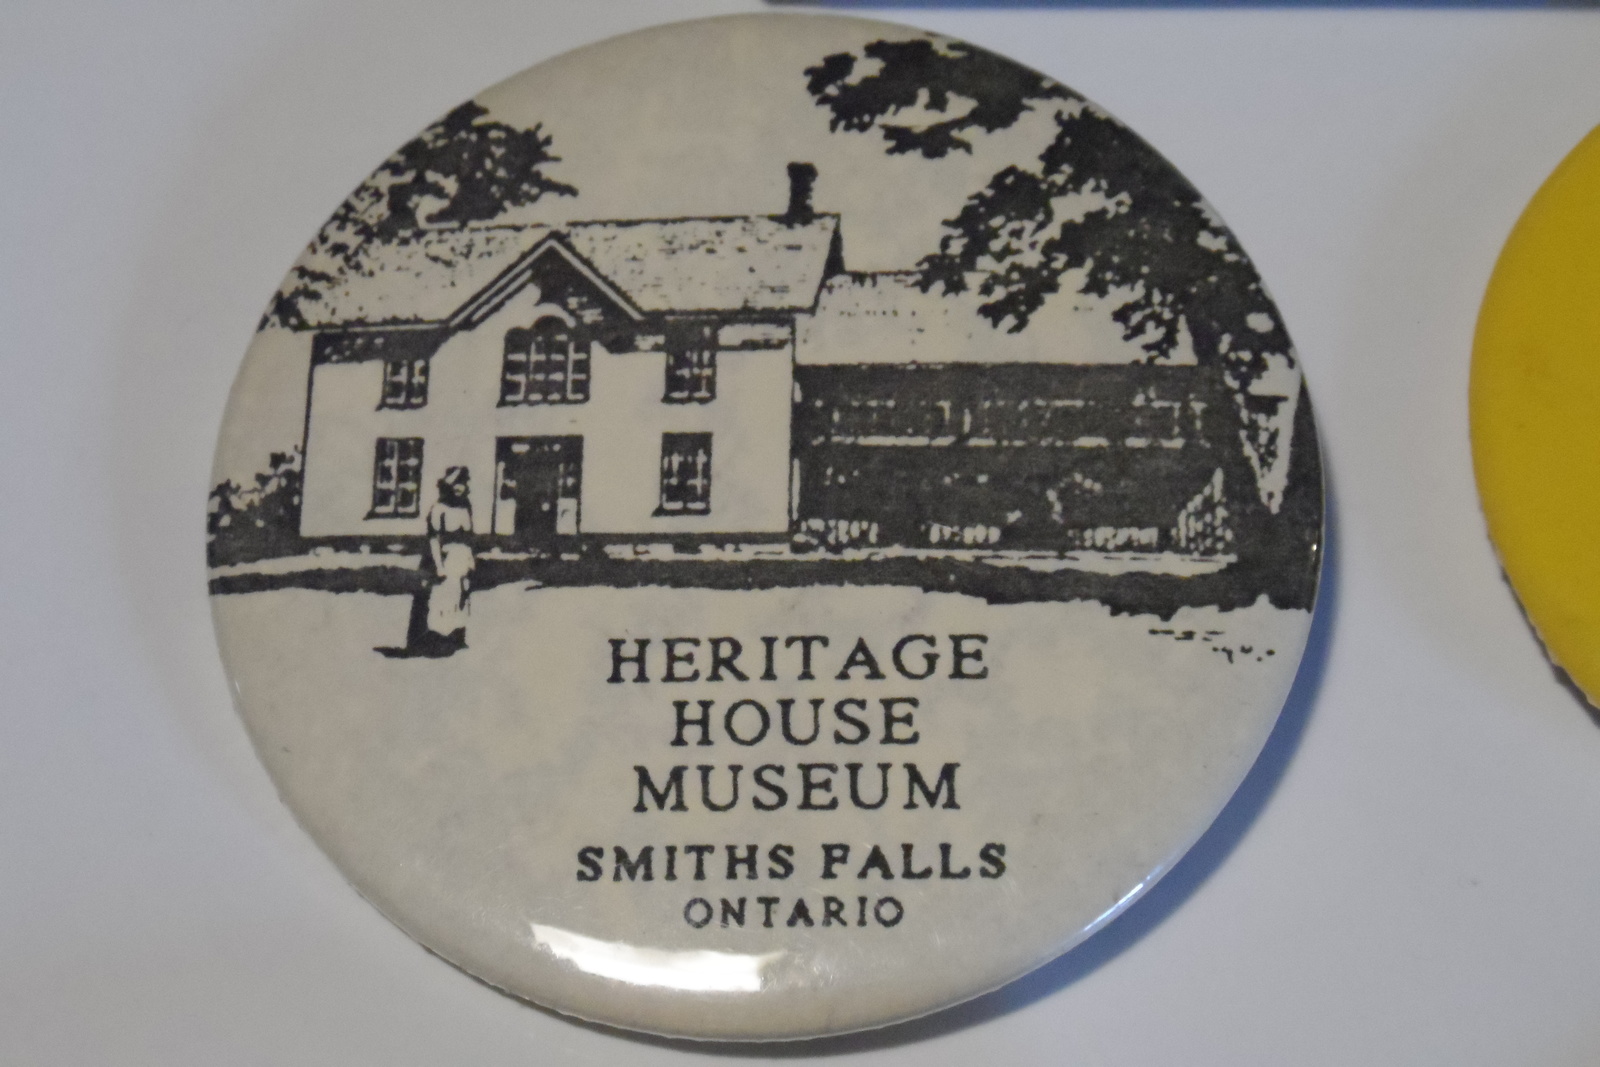 HERITAGE
HOUSE
MUSEUM
SMITHS FALLS
ONTARIO